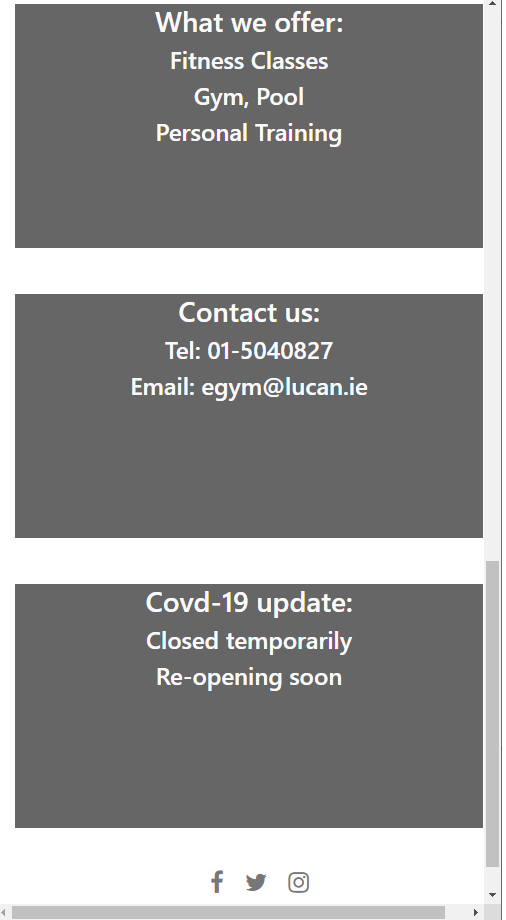 What we offer:
Fitness Classes
Gym, Pool
Personal Training
Contact us:
Tel: 01-5040827
Email: egym@lucan.ie
Covd-19 update:
Closed temporarily
Re-opening soon